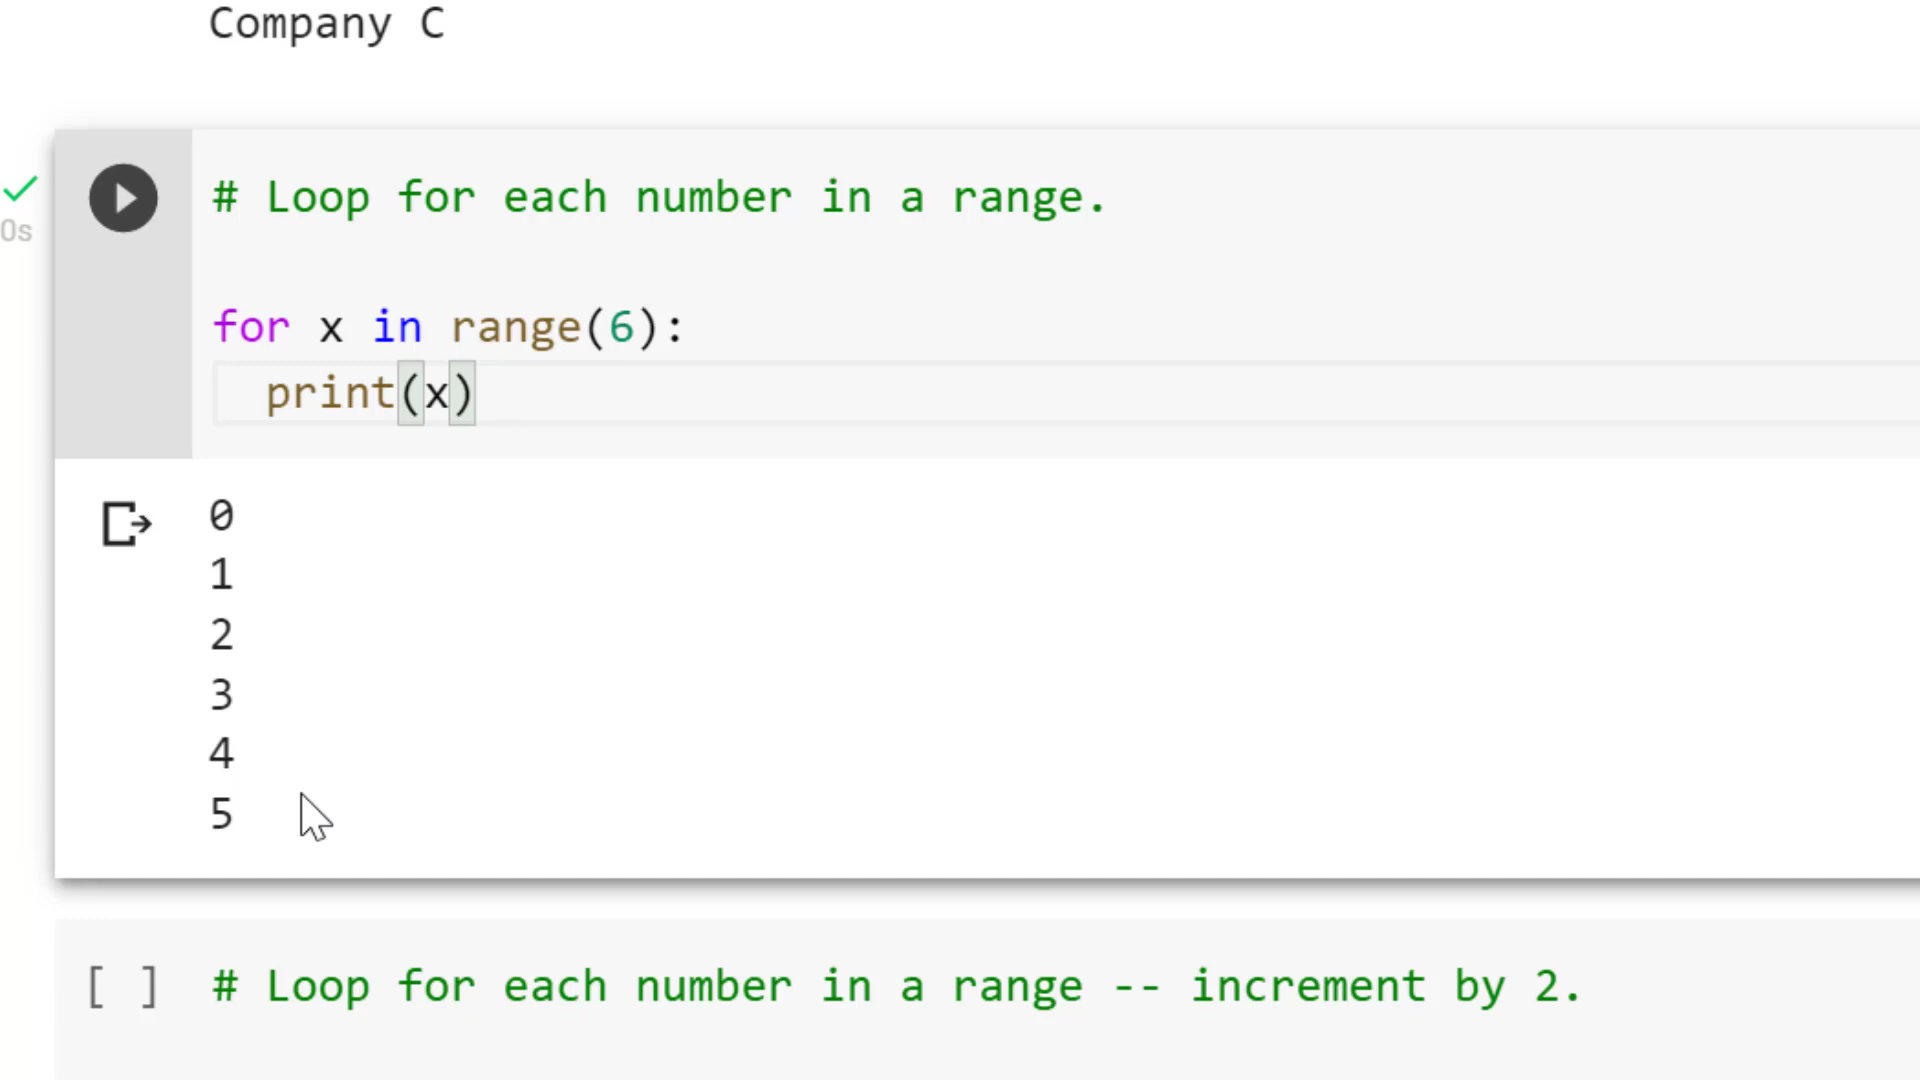 Company C
# Loop for each number in a range.
0s
for x in range(6):
print(x)
0
1
2
3
4
5
[ ] # Loop for each number in a range -- increment by 2.